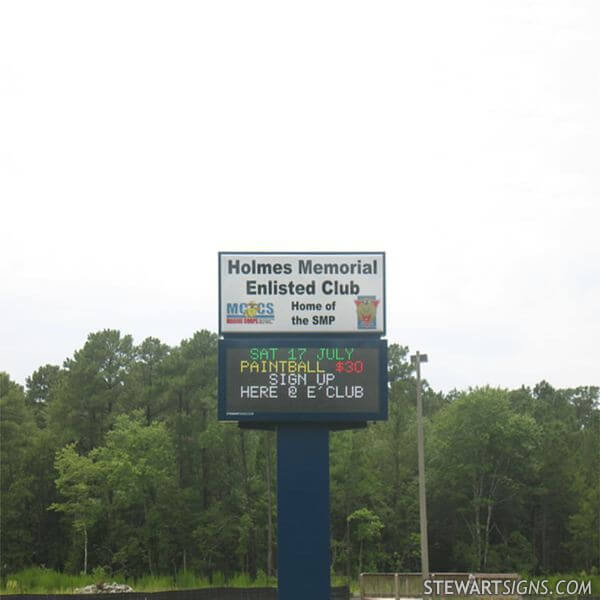 Holmes Memorial
Enlisted Club
MCCS
Home of
the SMP
SAT 17 JULY
PAINTBALL $30
SIGN UP
HERE @ E'CLUB
STEWARTSIGNS.COM